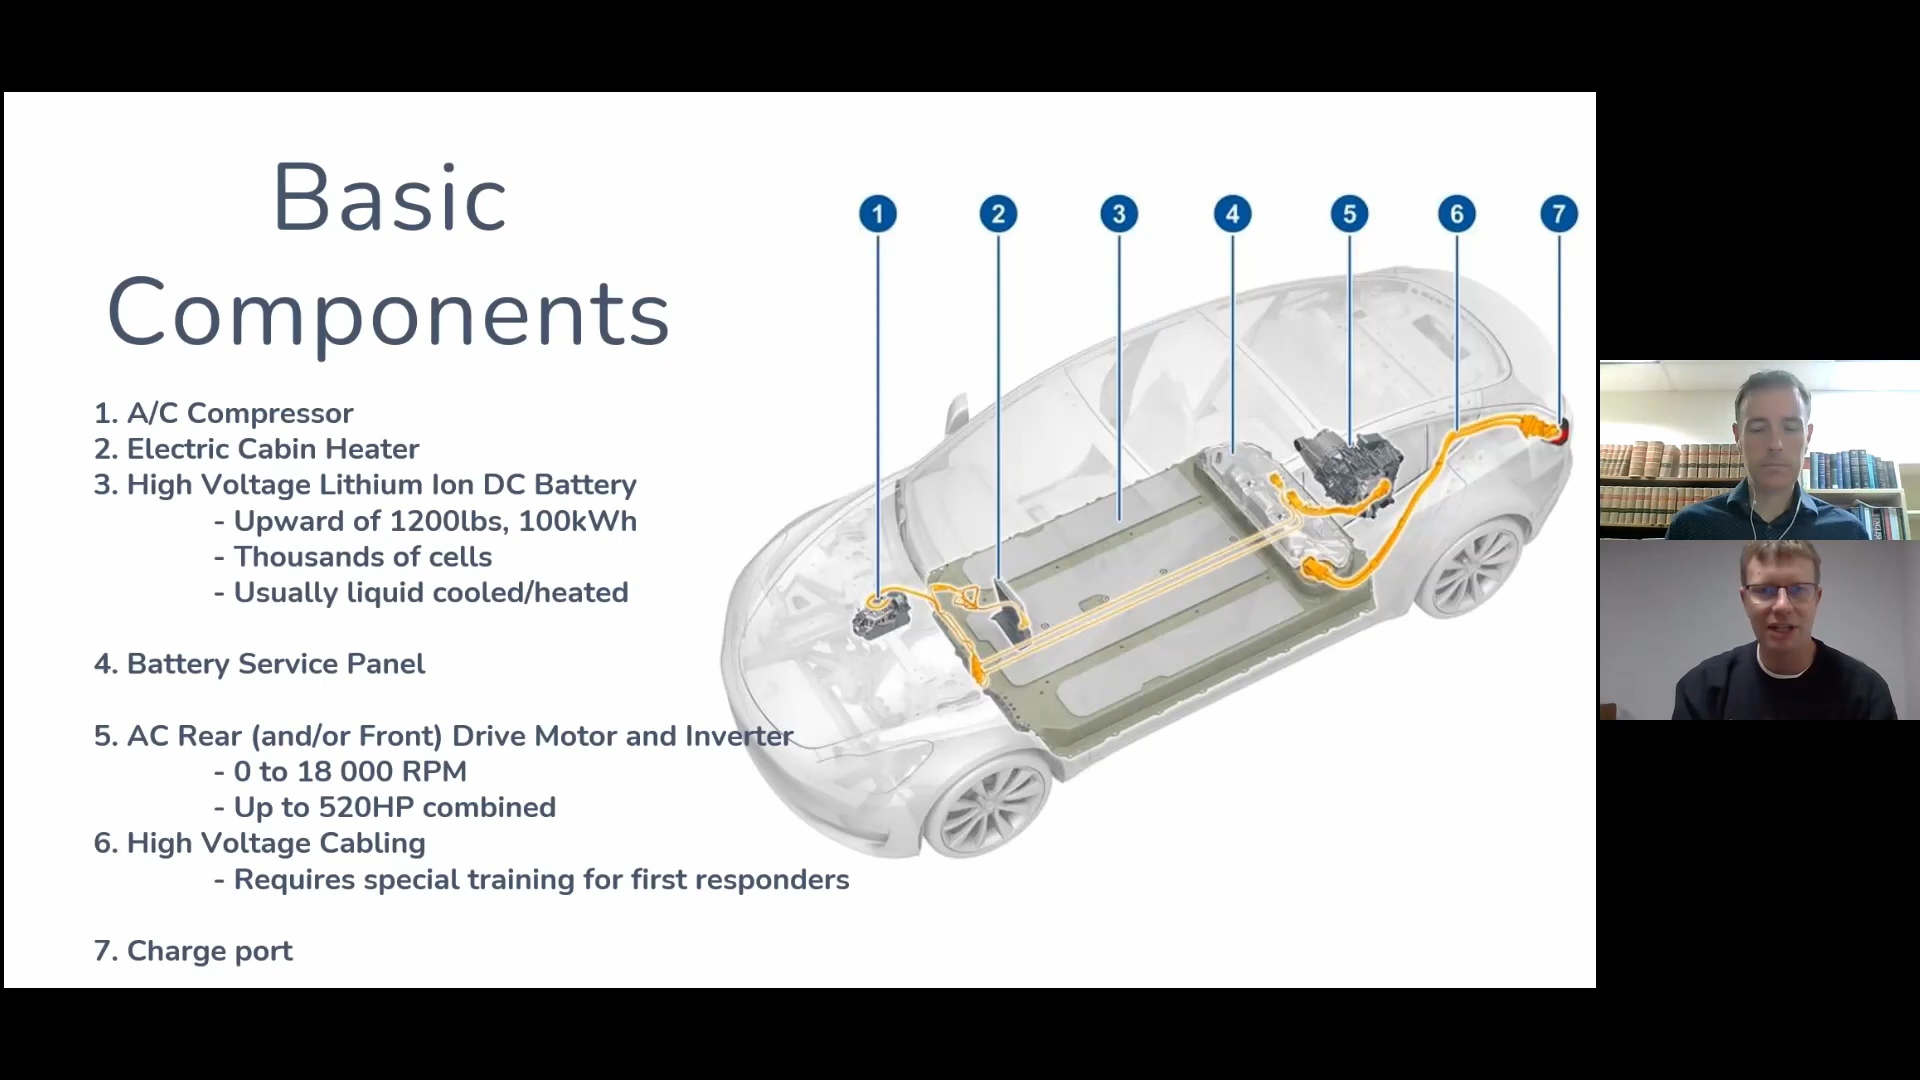 Basic
Components
1 2 3 4 5 6 7
1. A/C Compressor
2. Electric Cabin Heater
3. High Voltage Lithium Ion DC Battery
- Upward of 1200lbs, 100kWh
- Thousands of cells
- Usually liquid cooled/heated
4. Battery Service Panel
5. AC Rear (and/or Front) Drive Motor and Inverter
- 0 to 18 000 RPM
- Up to 520HP combined
6. High Voltage Cabling
- Requires special training for first responders
7. Charge port